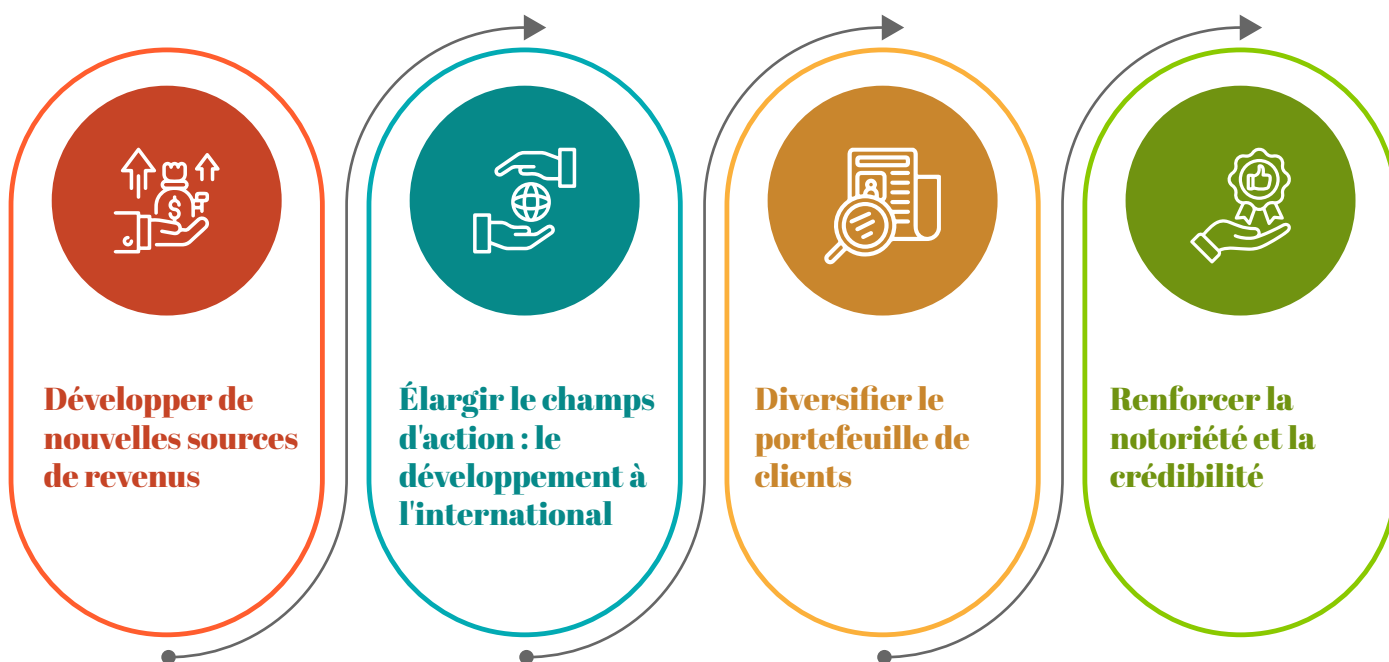 Développer de
nouvelles sources
de revenus
Élargir le champs
d'action : le
développement à
l'international
Diversifier le
portefeuille de
clients
Renforcer la
notoriété et la
crédibilité